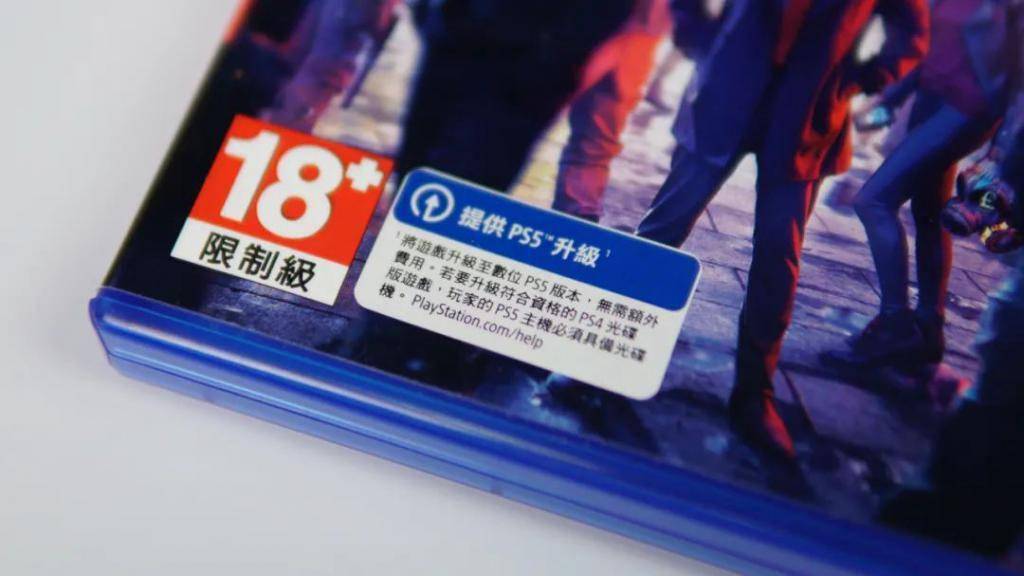 18+
限制級
提供 PS5™ 升級¹
¹將遊戲升級至數位 PS5 版本，無需額外
費用。若要升級符合資格的 PS4 光碟
版遊戲，玩家的 PS5 主機必須具備光碟
機。PlayStation.com/help